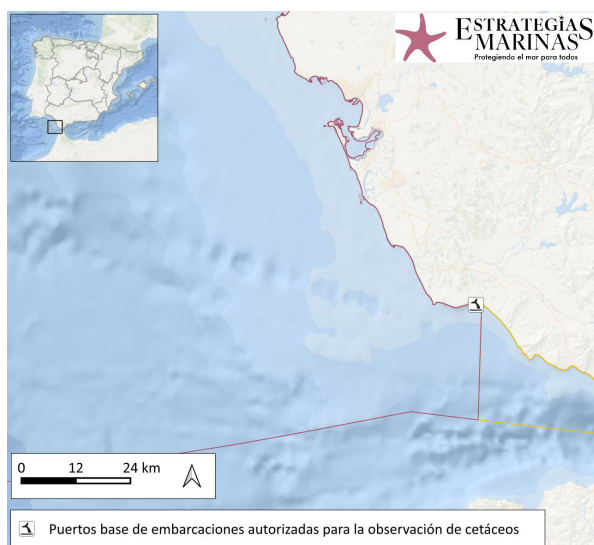 ESTRATEGIAS
MARINAS
Protegiendo el mar para todos
0 12 24 km
Puertos base de embarcaciones autorizadas para la observación de cetáceos